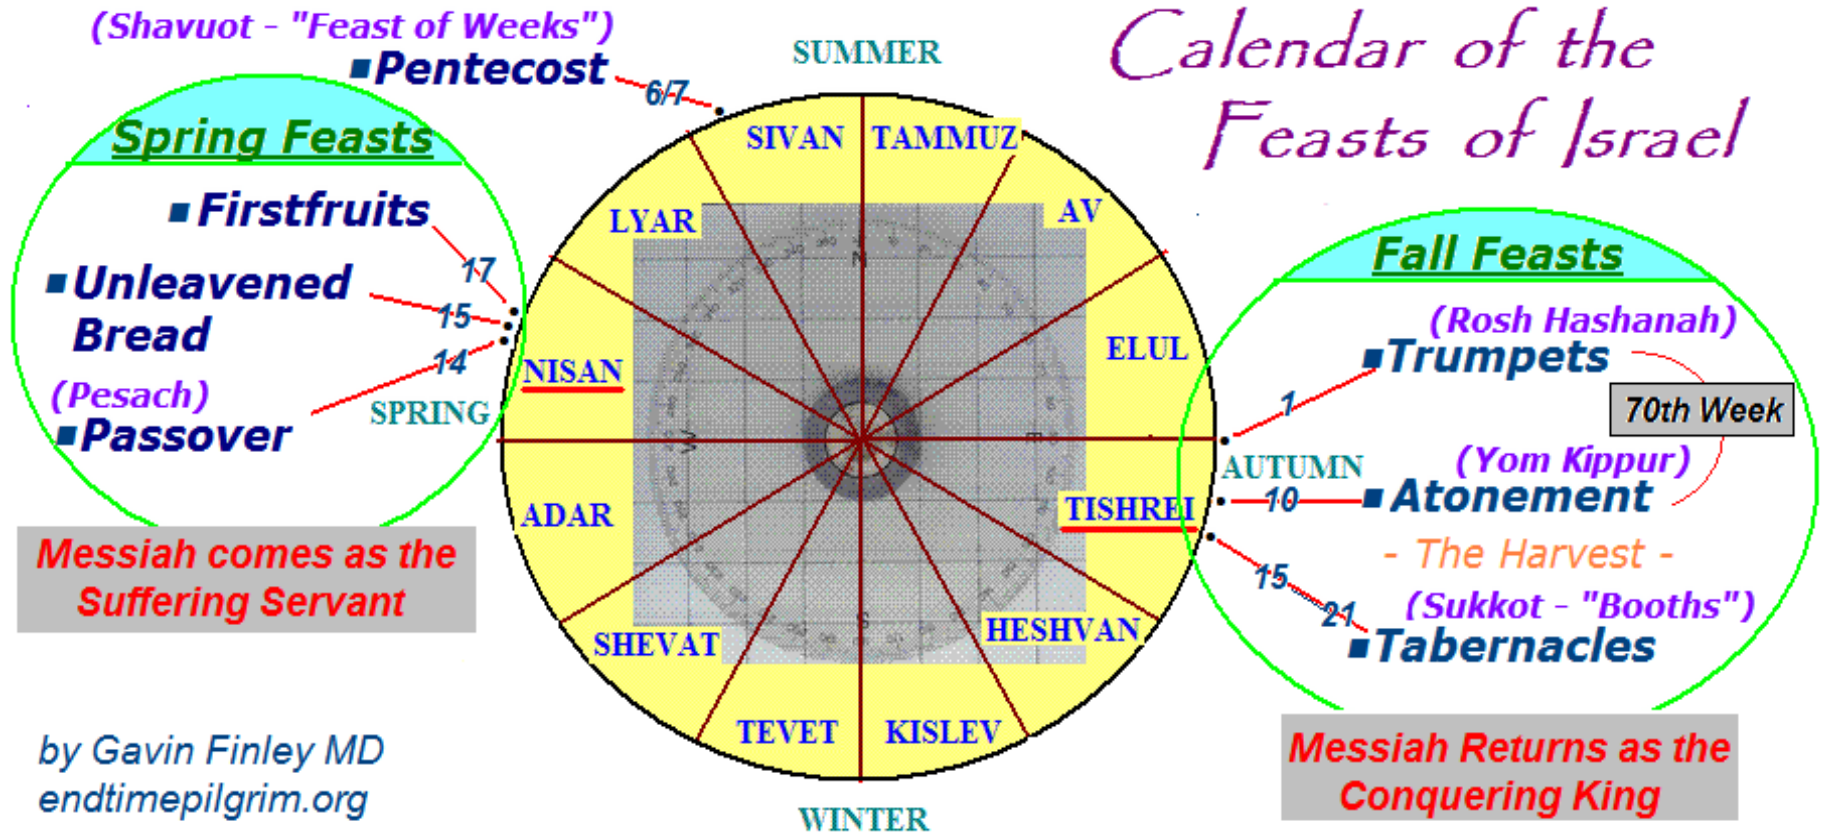 Calendar of the
Feasts of Israel
(Shavuot - "Feast of Weeks")
■Pentecost
6/7
Spring Feasts
■ Firstfruits
17
■ Unleavened
Bread
15
14
(Pesach)
■Passover
SPRING
Messiah comes as the
Suffering Servant
by Gavin Finley MD
endtimepilgrim.org
SUMMER
SIVAN
TAMMUZ
LYAR
AV
NISAN
ELUL
ADAR
TISHREI
SHEVAT
HESHVAN
TEVET
KISLEV
WINTER
N
W
E
S
Fall Feasts
(Rosh Hashanah)
■Trumpets
1
70th Week
AUTUMN
(Yom Kippur)
10
■ Atonement
- The Harvest -
15
21
(Sukkot - "Booths")
■Tabernacles
Messiah Returns as the
Conquering King